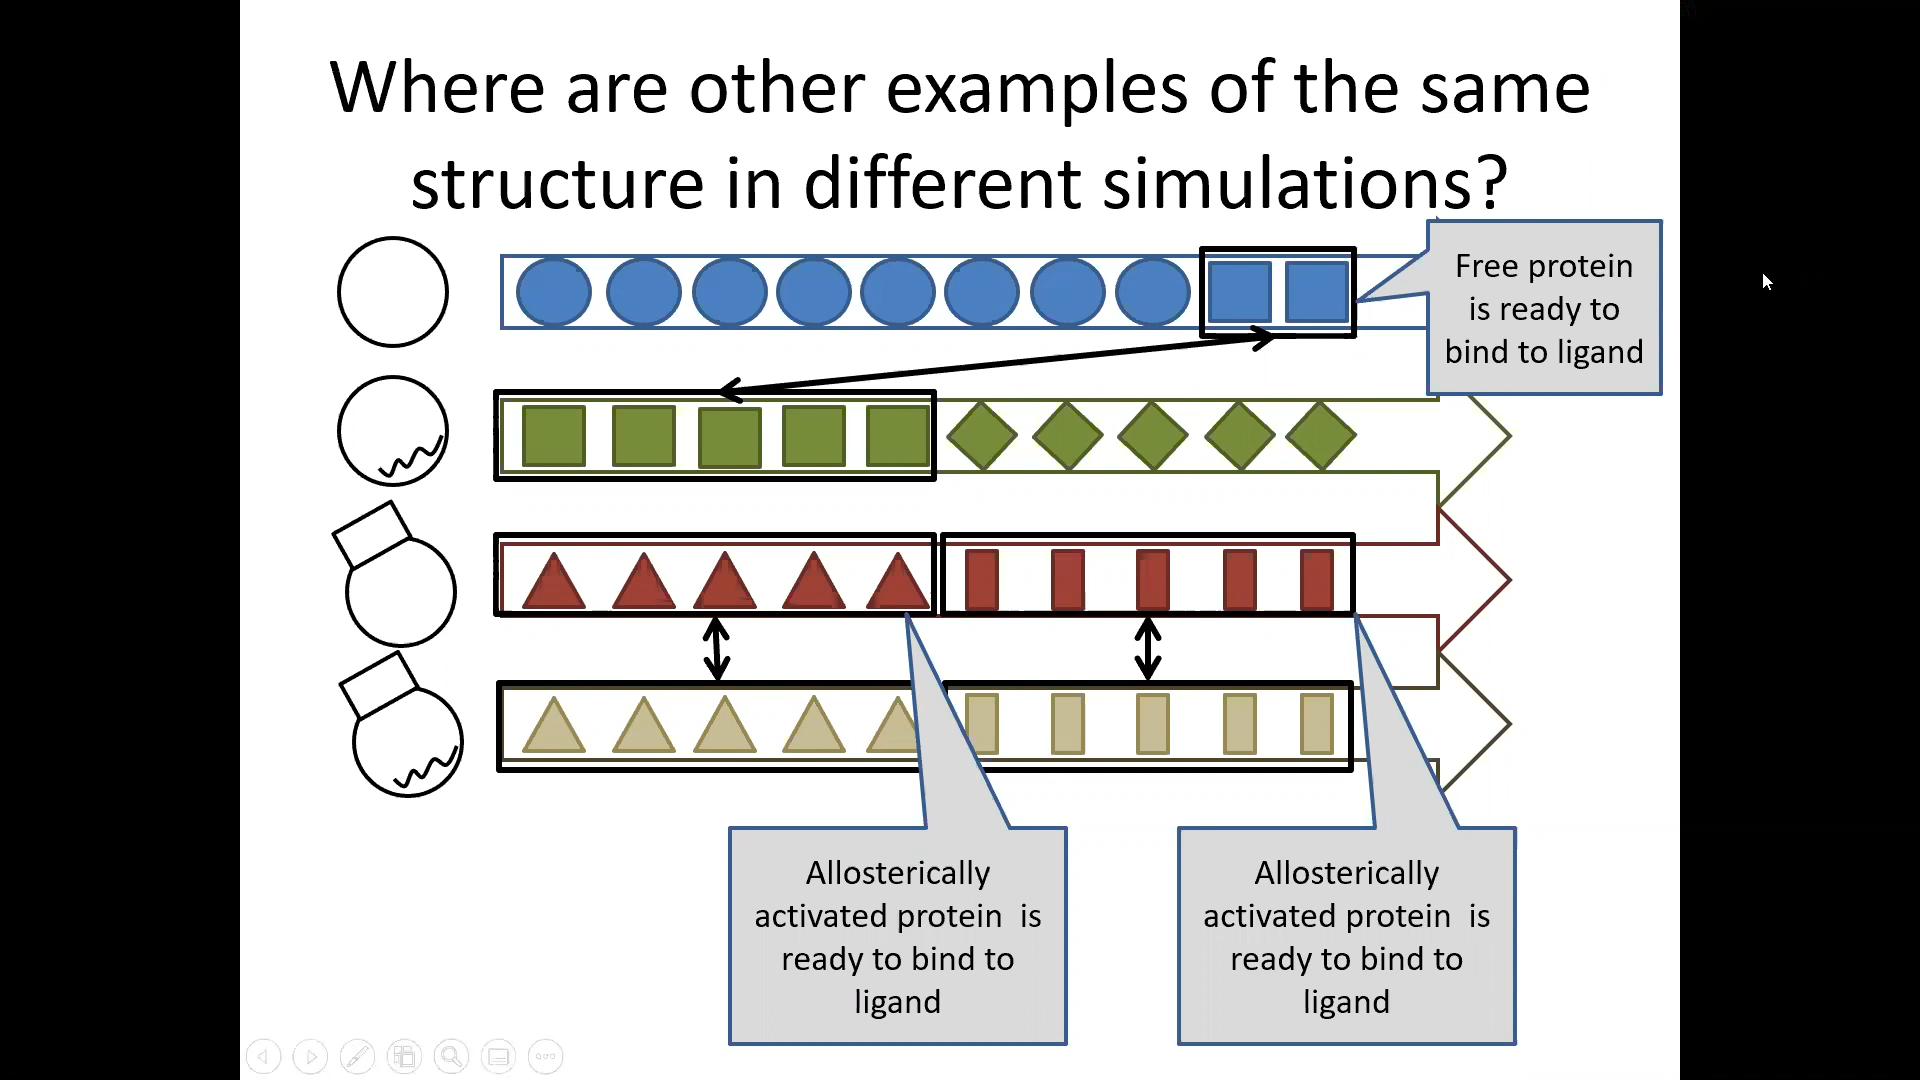 Where are other examples of the same
structure in different simulations?
Free protein
is ready to
bind to ligand
Allosterically
activated protein  is
ready to bind to
ligand
Allosterically
activated protein  is
ready to bind to
ligand